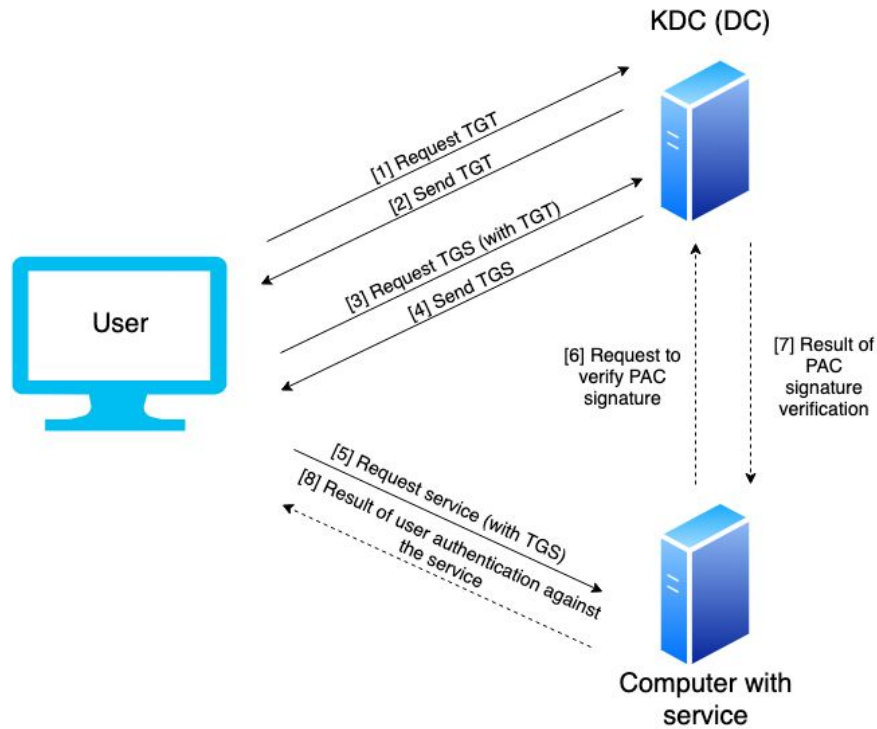 KDC (DC)
[1] Request TGT
[2] Send TGT
[3] Request TGS (with TGT)
[4] Send TGS
User
[6] Request to
verify PAC
signature
[7] Result of
PAC
signature
verification
[5] Request service (with TGS)
[8] Result of user authentication against
the service
Computer with
service